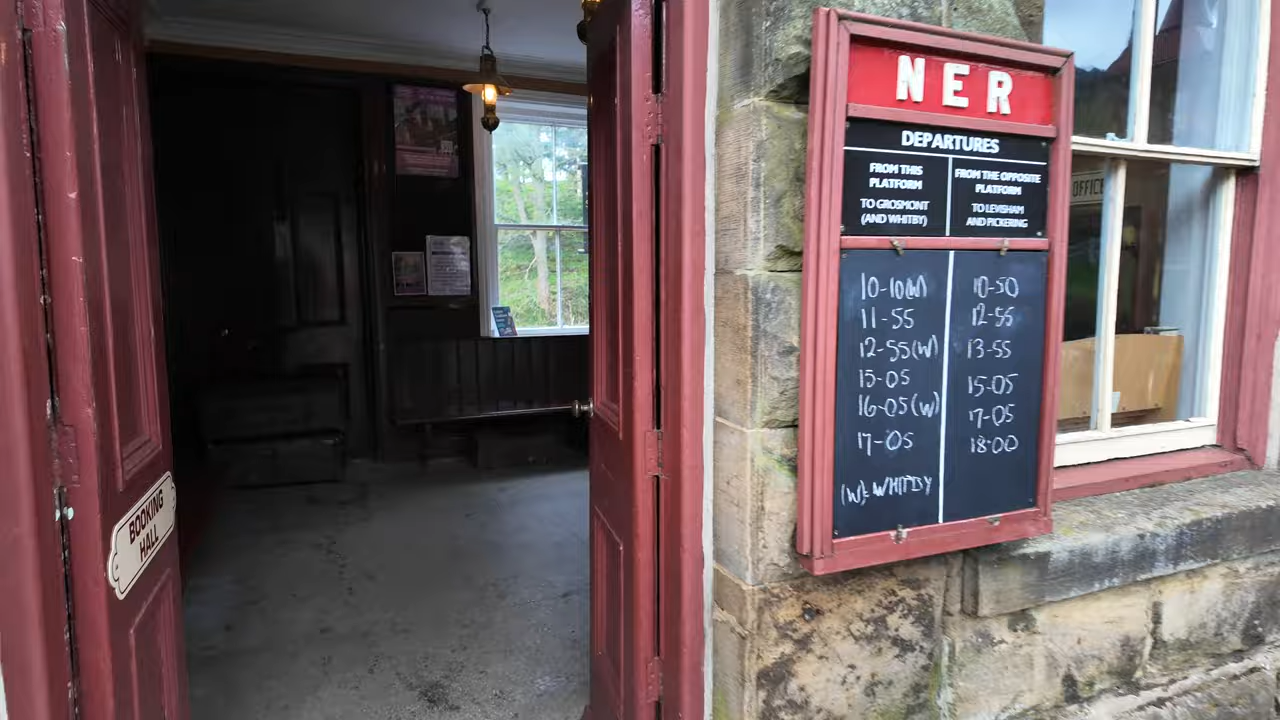 BOOKING
HALL
NER
DEPARTURES
FROM THIS
PLATFORM
TO GROSMONT
(AND WHITBY)
FROM THE OPPOSITE
PLATFORM
TO LEVISHAM
AND PICKERING
10-10(W)
11-55
12-55(W)
15-05
16-05(W)
17-05
(W)= WHITBY
10-50
12-55
13-55
15-05
17-05
18:00
OFFICE